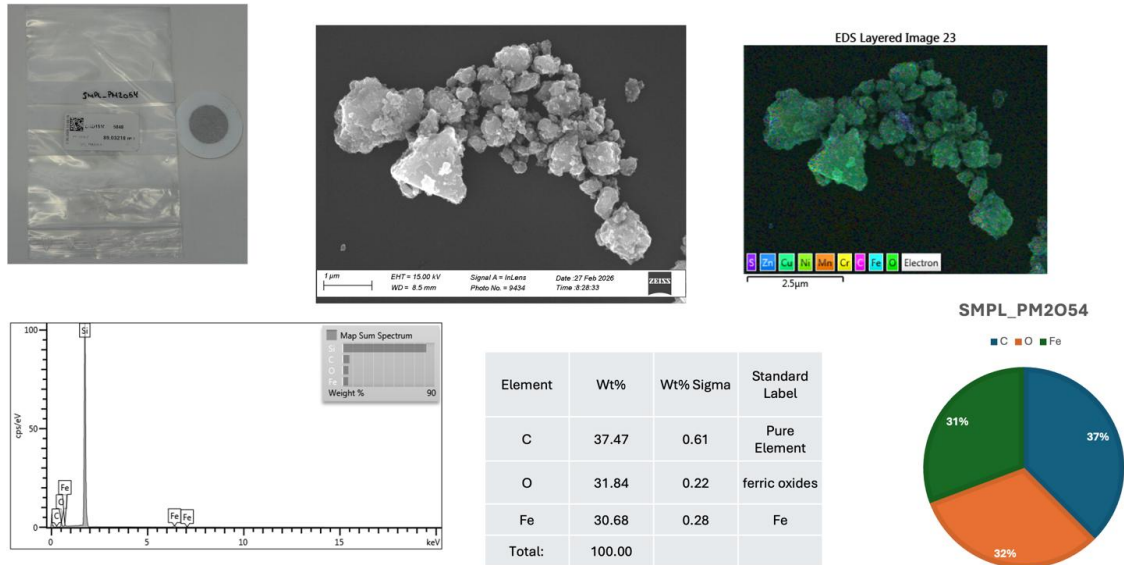 SMPL_PM2054
EDS Layered Image 23
1 µm
EHT = 15.00 kV
WD = 8.5 mm
Signal A = InLens
Photo No. = 9434
Date :27 Feb 2026
Time :8:28:33
ZEISS
S Zn Cu Ni Mn Cr C Fe O Electron
2.5µm
100
50
0
cps/eV
Si
C
O
Fe
Fe
Fe
0 5 10 15 keV
Map Sum Spectrum
Si
C
O
Fe
Weight % 90
Element Wt% Wt% Sigma Standard Label
C 37.47 0.61 Pure Element
O 31.84 0.22 ferric oxides
Fe 30.68 0.28 Fe
Total: 100.00
SMPL_PM2O54
C O Fe
31%
37%
32%